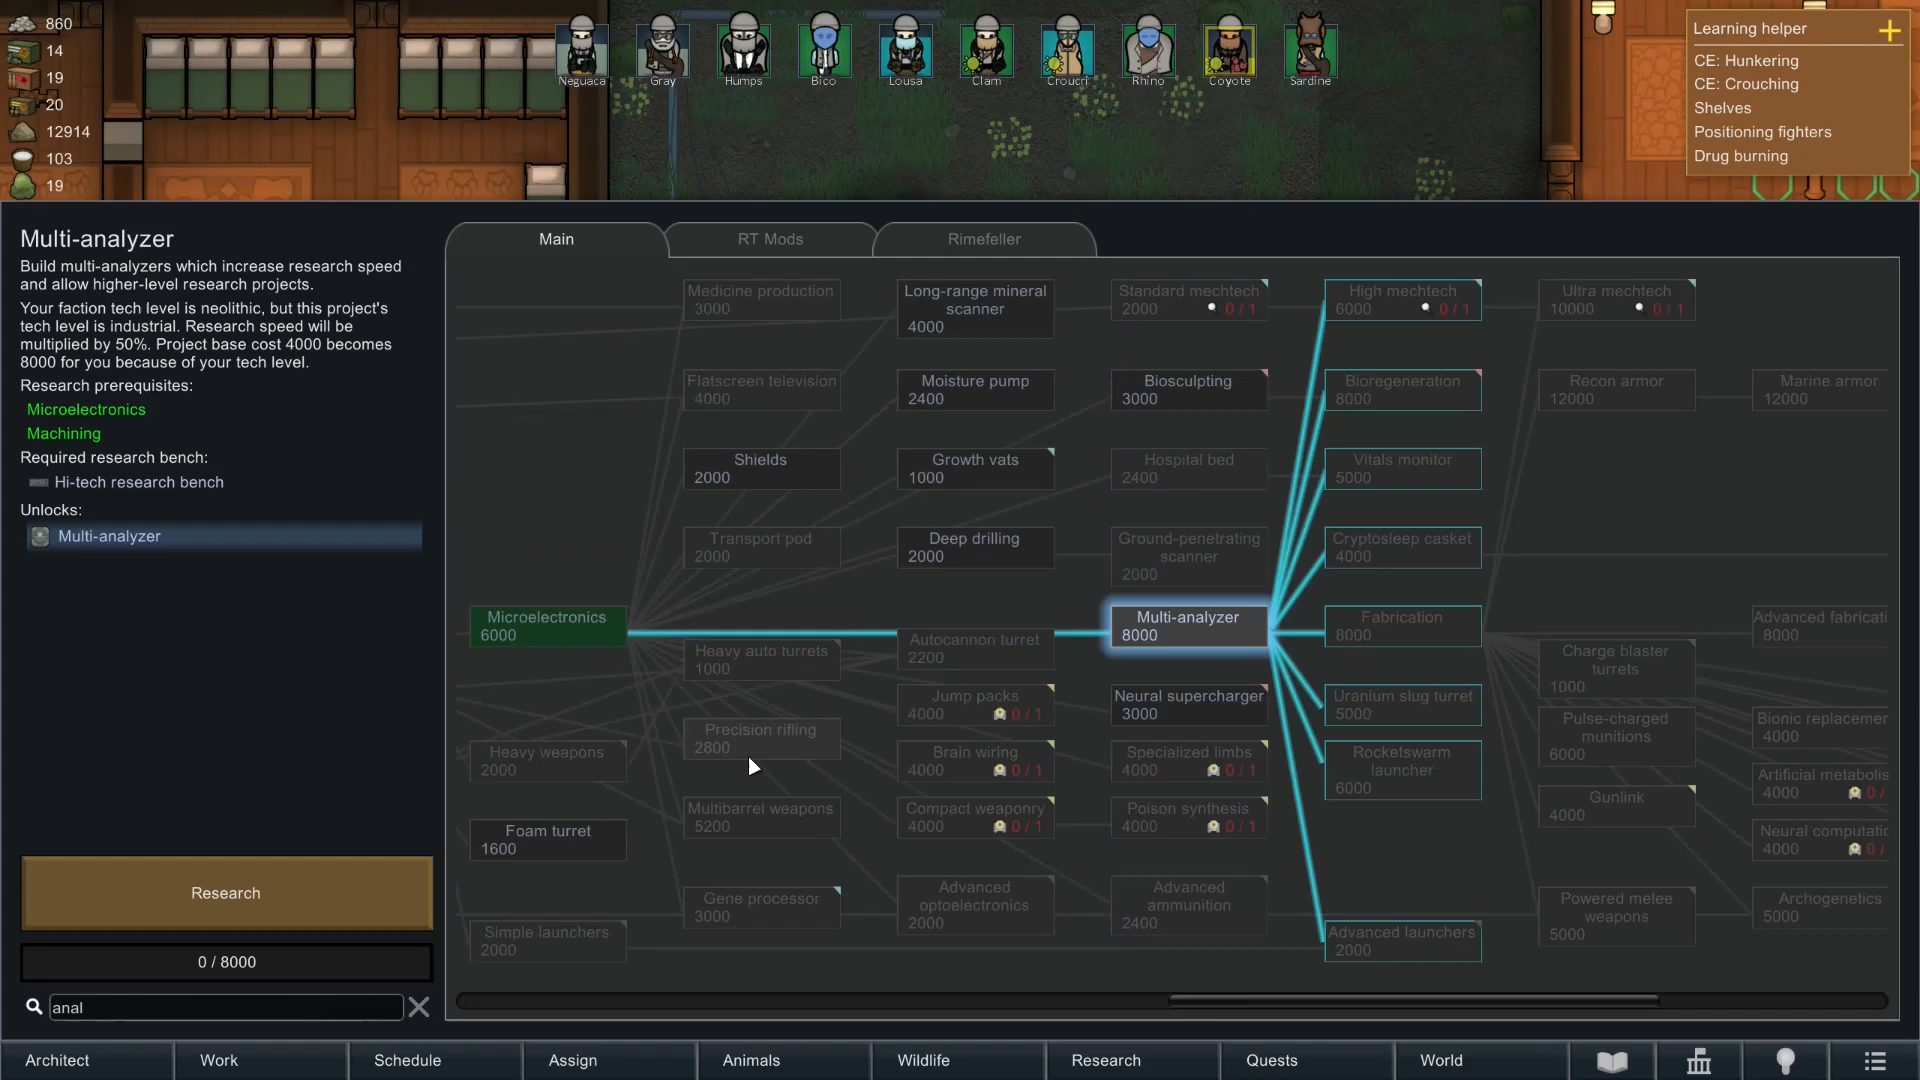 860
14
19
20
12914
103
19
Neguaca
Gray
Humps
Bico
Lousa
Clam
Croucri
Rhino
Coyote
Sardine
Learning helper
CE: Hunkering
CE: Crouching
Shelves
Positioning fighters
Drug burning
Multi-analyzer
Build multi-analyzers which increase research speed
and allow higher-level research projects.
Your faction tech level is neolithic, but this project's
tech level is industrial. Research speed will be
multiplied by 50%. Project base cost 4000 becomes
8000 for you because of your tech level.
Research prerequisites:
Microelectronics
Machining
Required research bench:
Hi-tech research bench
Unlocks:
Multi-analyzer
Research
0 / 8000
anal
Main
RT Mods
Rimefeller
Medicine production
3000
Long-range mineral
scanner
4000
Standard mechtech
2000 0 / 1
High mechtech
6000 0 / 1
Ultra mechtech
10000 0 / 1
Flatscreen television
4000
Moisture pump
2400
Biosculpting
3000
Bioregeneration
8000
Recon armor
12000
Marine armor
12000
Shields
2000
Growth vats
1000
Hospital bed
2400
Vitals monitor
5000
Transport pod
2000
Deep drilling
2000
Ground-penetrating
scanner
2000
Cryptosleep casket
4000
Microelectronics
6000
Heavy auto turrets
1000
Autocannon turret
2200
Multi-analyzer
8000
Fabrication
8000
Charge blaster
turrets
1000
Advanced fabricati
8000
Heavy weapons
2000
Precision rifling
2800
Jump packs
4000 0 / 1
Neural supercharger
3000
Uranium slug turret
5000
Pulse-charged
munitions
6000
Bionic replacemen
4000
Brain wiring
4000 0 / 1
Specialized limbs
4000 0 / 1
Rocketswarm
launcher
6000
Artificial metabolis
4000 0 /
Foam turret
1600
Multibarrel weapons
5200
Compact weaponry
4000 0 / 1
Poison synthesis
4000 0 / 1
Gunlink
4000
Neural computatic
4000 0 /
Simple launchers
2000
Gene processor
3000
Advanced
optoelectronics
2000
Advanced
ammunition
2400
Advanced launchers
2000
Powered melee
weapons
5000
Archogenetics
5000
Architect
Work
Schedule
Assign
Animals
Wildlife
Research
Quests
World